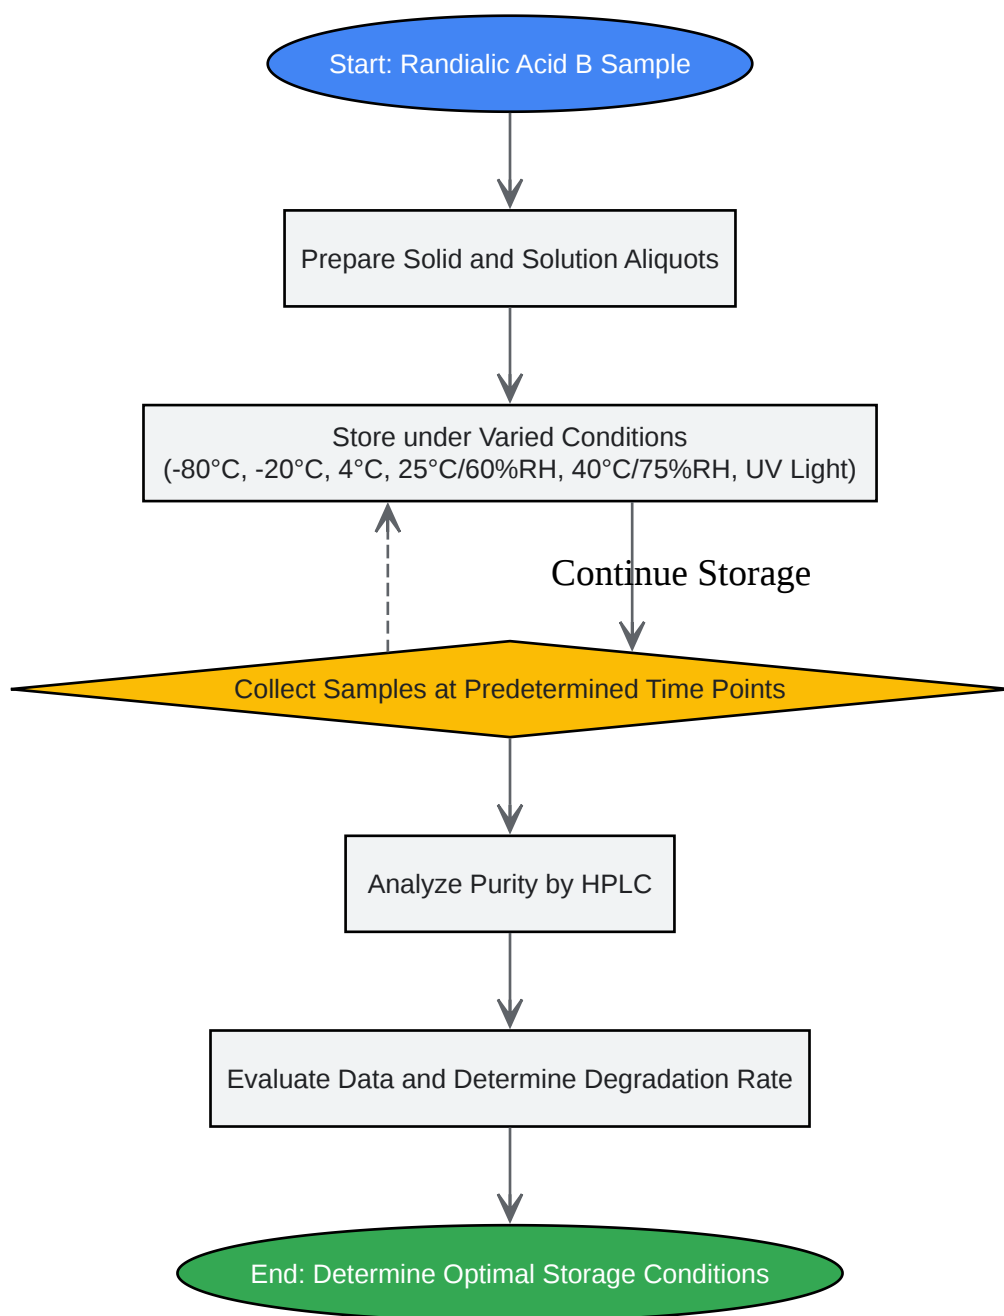 Start: Randialic Acid B Sample
Prepare Solid and Solution Aliquots
Store under Varied Conditions
(-80°C, -20°C, 4°C, 25°C/60%RH, 40°C/75%RH, UV Light)
Continue Storage
Collect Samples at Predetermined Time Points
Analyze Purity by HPLC
Evaluate Data and Determine Degradation Rate
End: Determine Optimal Storage Conditions